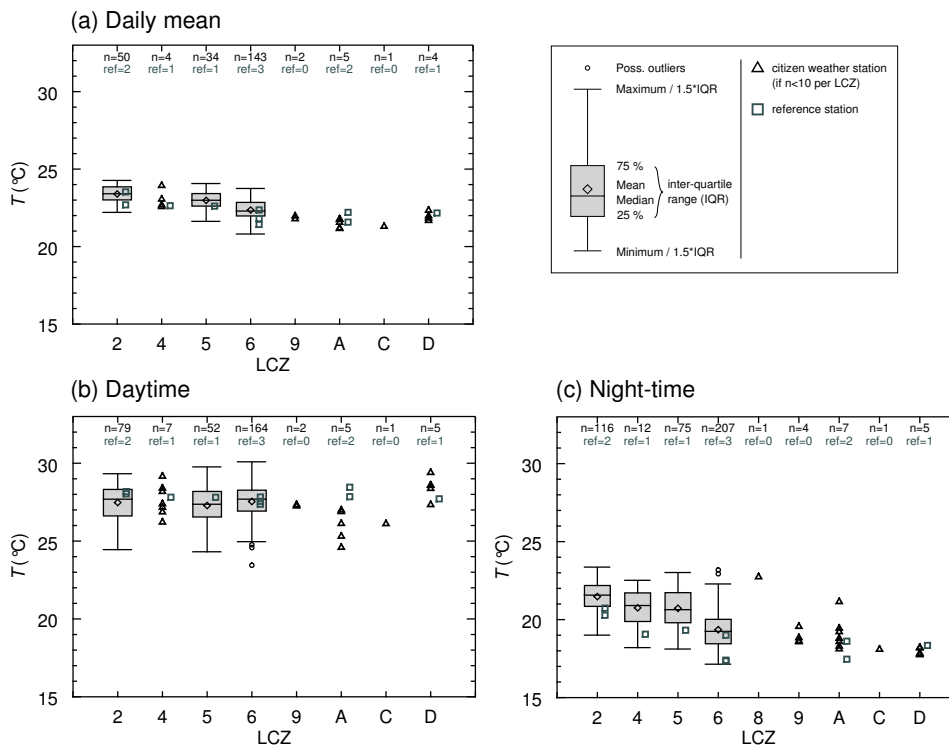 (a) Daily mean
n=50 n=4 n=34 n=143 n=2 n=5 n=1 n=4
ref=2 ref=1 ref=1 ref=3 ref=0 ref=2 ref=0 ref=1
30
25
20
15
T (°C)
2 4 5 6 9 A C D
LCZ
Poss. outliers
Maximum / 1.5*IQR
75 %
Mean
Median
25 %
inter-quartile
range (IQR)
Minimum / 1.5*IQR
citizen weather station
(if n<10 per LCZ)
reference station
(b) Daytime
n=79 n=7 n=52 n=164 n=2 n=5 n=1 n=5
ref=2 ref=1 ref=1 ref=3 ref=0 ref=2 ref=0 ref=1
30
25
20
15
T (°C)
2 4 5 6 9 A C D
LCZ
(c) Night-time
n=116 n=12 n=75 n=207 n=1 n=4 n=7 n=1 n=5
ref=2 ref=1 ref=1 ref=3 ref=0 ref=0 ref=2 ref=0 ref=1
30
25
20
15
T (°C)
2 4 5 6 8 9 A C D
LCZ